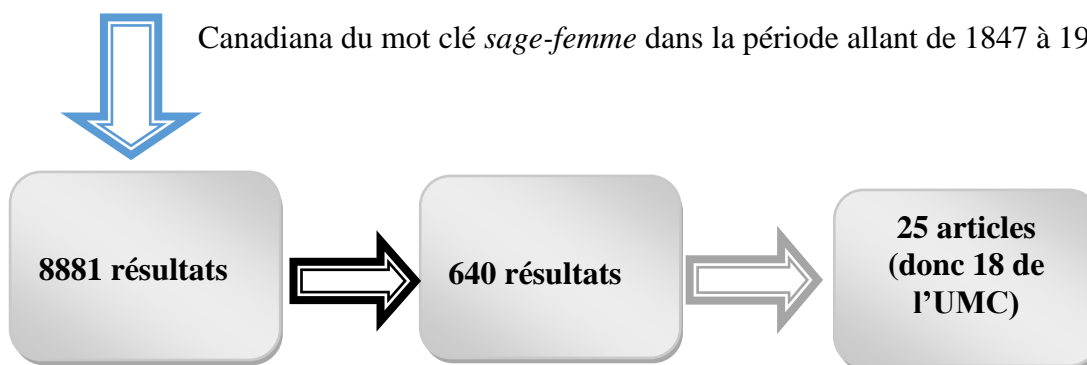 Canadiana du mot clé sage-femme dans la période allant de 1847 à 19
8881 résultats
640 résultats
25 articles
(donc 18 de
l’UMC)